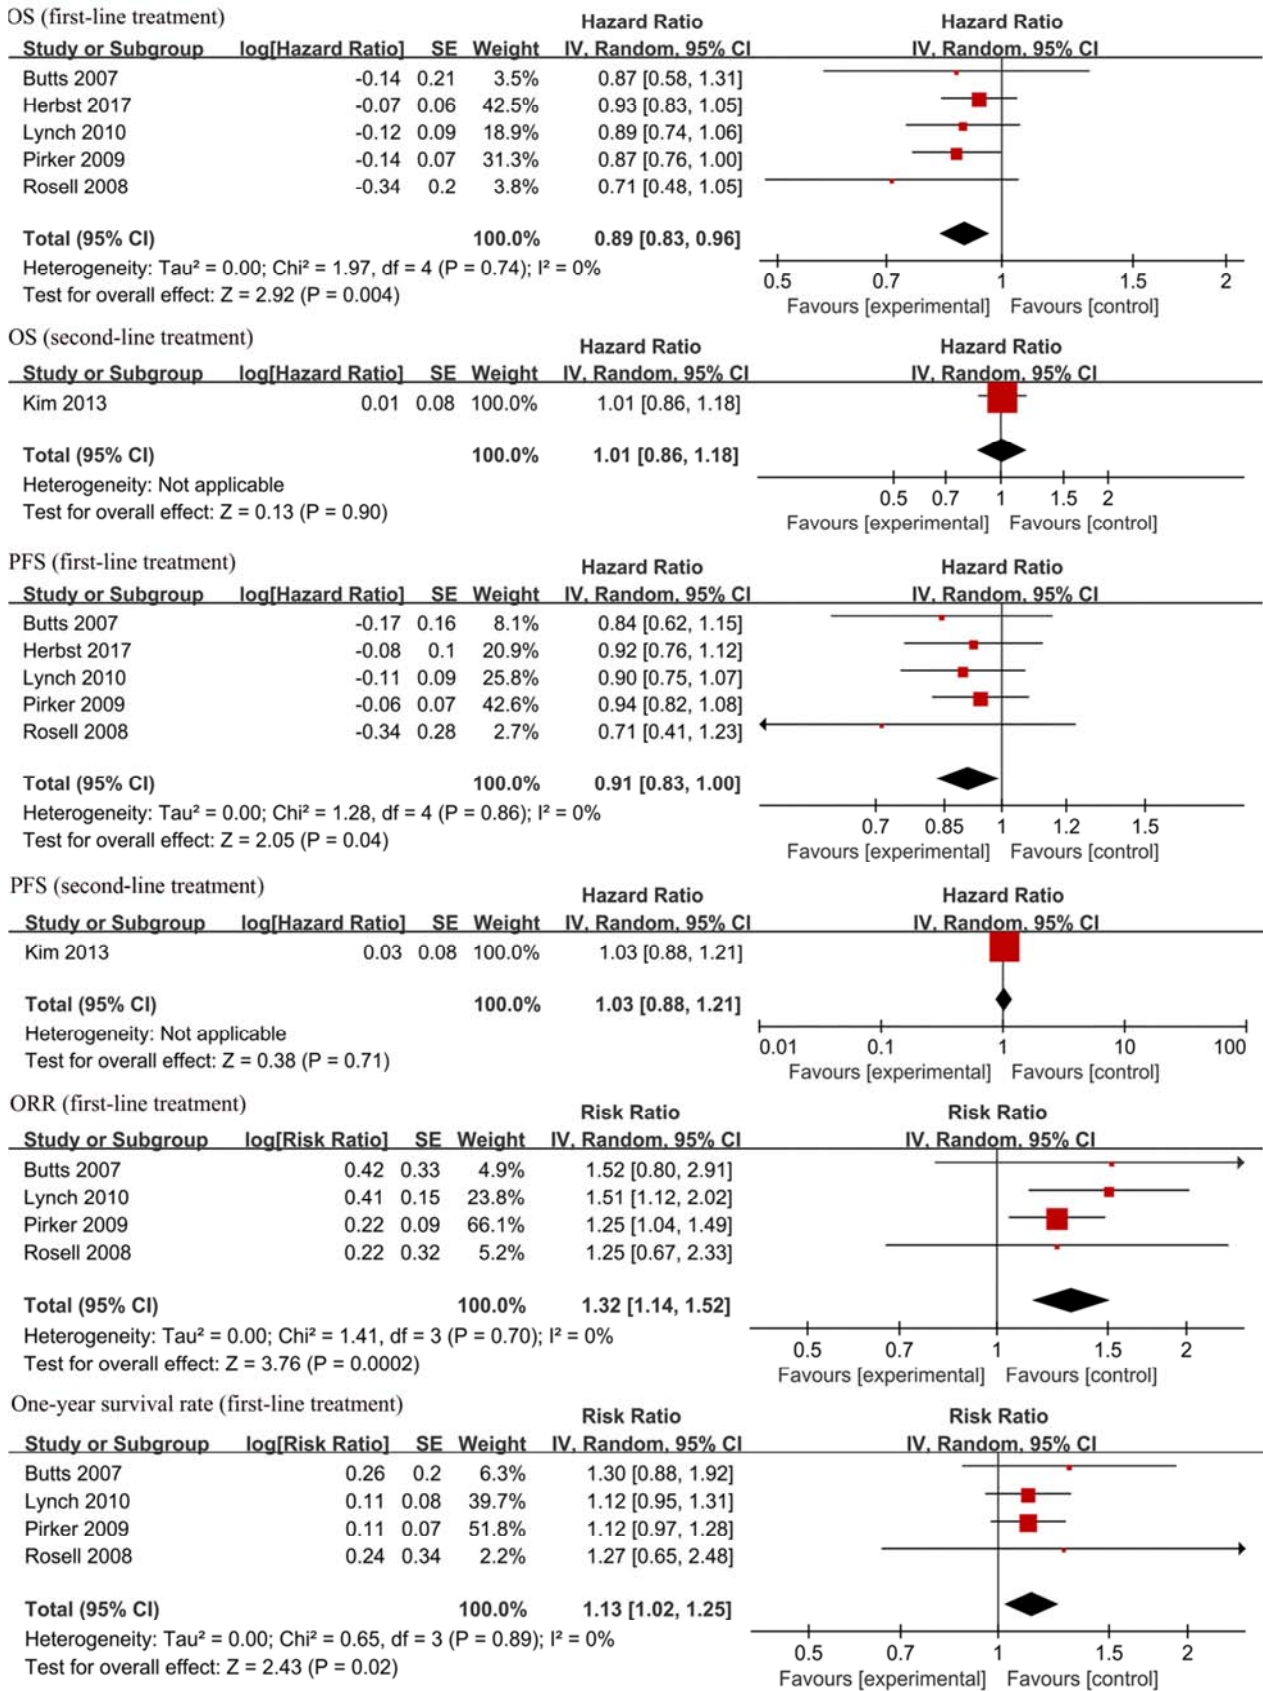 OS (first-line treatment)
Hazard Ratio Hazard Ratio
Study or Subgroup log[Hazard Ratio] SE Weight IV, Random, 95% CI IV, Random, 95% CI
Butts 2007 -0.14 0.21 3.5% 0.87 [0.58, 1.31]
Herbst 2017 -0.07 0.06 42.5% 0.93 [0.83, 1.05]
Lynch 2010 -0.12 0.09 18.9% 0.89 [0.74, 1.06]
Pirker 2009 -0.14 0.07 31.3% 0.87 [0.76, 1.00]
Rosell 2008 -0.34 0.2 3.8% 0.71 [0.48, 1.05]
Total (95% CI) 100.0% 0.89 [0.83, 0.96]
Heterogeneity: Tau² = 0.00; Chi² = 1.97, df = 4 (P = 0.74); I² = 0%
Test for overall effect: Z = 2.92 (P = 0.004)
0.5 0.7 1 1.5 2
Favours [experimental] Favours [control]
OS (second-line treatment)
Hazard Ratio Hazard Ratio
Study or Subgroup log[Hazard Ratio] SE Weight IV, Random, 95% CI IV, Random, 95% CI
Kim 2013 0.01 0.08 100.0% 1.01 [0.86, 1.18]
Total (95% CI) 100.0% 1.01 [0.86, 1.18]
Heterogeneity: Not applicable
Test for overall effect: Z = 0.13 (P = 0.90)
0.5 0.7 1 1.5 2
Favours [experimental] Favours [control]
PFS (first-line treatment)
Hazard Ratio Hazard Ratio
Study or Subgroup log[Hazard Ratio] SE Weight IV, Random, 95% CI IV, Random, 95% CI
Butts 2007 -0.17 0.16 8.1% 0.84 [0.62, 1.15]
Herbst 2017 -0.08 0.1 20.9% 0.92 [0.76, 1.12]
Lynch 2010 -0.11 0.09 25.8% 0.90 [0.75, 1.07]
Pirker 2009 -0.06 0.07 42.6% 0.94 [0.82, 1.08]
Rosell 2008 -0.34 0.28 2.7% 0.71 [0.41, 1.23]
Total (95% CI) 100.0% 0.91 [0.83, 1.00]
Heterogeneity: Tau² = 0.00; Chi² = 1.28, df = 4 (P = 0.86); I² = 0%
Test for overall effect: Z = 2.05 (P = 0.04)
0.7 0.85 1 1.2 1.5
Favours [experimental] Favours [control]
PFS (second-line treatment)
Hazard Ratio Hazard Ratio
Study or Subgroup log[Hazard Ratio] SE Weight IV, Random, 95% CI IV, Random, 95% CI
Kim 2013 0.03 0.08 100.0% 1.03 [0.88, 1.21]
Total (95% CI) 100.0% 1.03 [0.88, 1.21]
Heterogeneity: Not applicable
Test for overall effect: Z = 0.38 (P = 0.71)
0.01 0.1 1 10 100
Favours [experimental] Favours [control]
ORR (first-line treatment)
Risk Ratio Risk Ratio
Study or Subgroup log[Risk Ratio] SE Weight IV, Random, 95% CI IV, Random, 95% CI
Butts 2007 0.42 0.33 4.9% 1.52 [0.80, 2.91]
Lynch 2010 0.41 0.15 23.8% 1.51 [1.12, 2.02]
Pirker 2009 0.22 0.09 66.1% 1.25 [1.04, 1.49]
Rosell 2008 0.22 0.32 5.2% 1.25 [0.67, 2.33]
Total (95% CI) 100.0% 1.32 [1.14, 1.52]
Heterogeneity: Tau² = 0.00; Chi² = 1.41, df = 3 (P = 0.70); I² = 0%
Test for overall effect: Z = 3.76 (P = 0.0002)
0.5 0.7 1 1.5 2
Favours [experimental] Favours [control]
One-year survival rate (first-line treatment)
Risk Ratio Risk Ratio
Study or Subgroup log[Risk Ratio] SE Weight IV, Random, 95% CI IV, Random, 95% CI
Butts 2007 0.26 0.2 6.3% 1.30 [0.88, 1.92]
Lynch 2010 0.11 0.08 39.7% 1.12 [0.95, 1.31]
Pirker 2009 0.11 0.07 51.8% 1.12 [0.97, 1.28]
Rosell 2008 0.24 0.34 2.2% 1.27 [0.65, 2.48]
Total (95% CI) 100.0% 1.13 [1.02, 1.25]
Heterogeneity: Tau² = 0.00; Chi² = 0.65, df = 3 (P = 0.89); I² = 0%
Test for overall effect: Z = 2.43 (P = 0.02)
0.5 0.7 1 1.5 2
Favours [experimental] Favours [control]